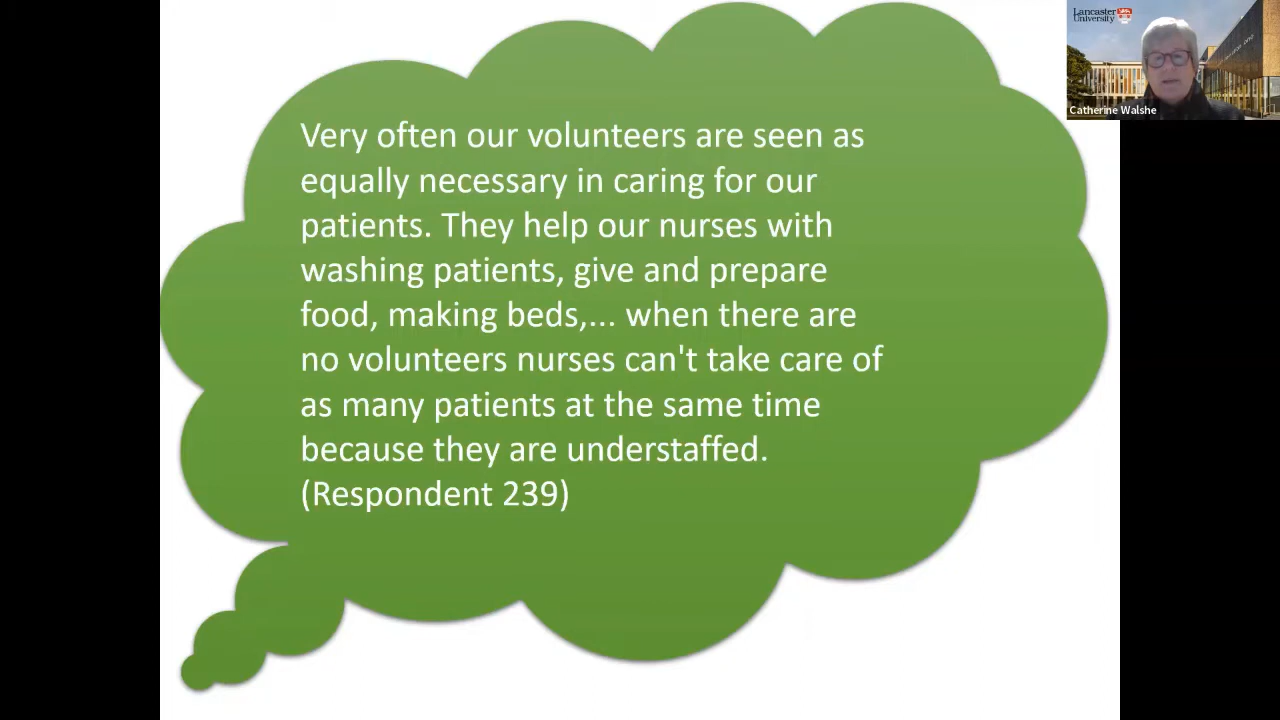 Lancaster
University
Catherine Walshe
Very often our volunteers are seen as
equally necessary in caring for our
patients. They help our nurses with
washing patients, give and prepare
food, making beds,... when there are
no volunteers nurses can't take care of
as many patients at the same time
because they are understaffed.
(Respondent 239)